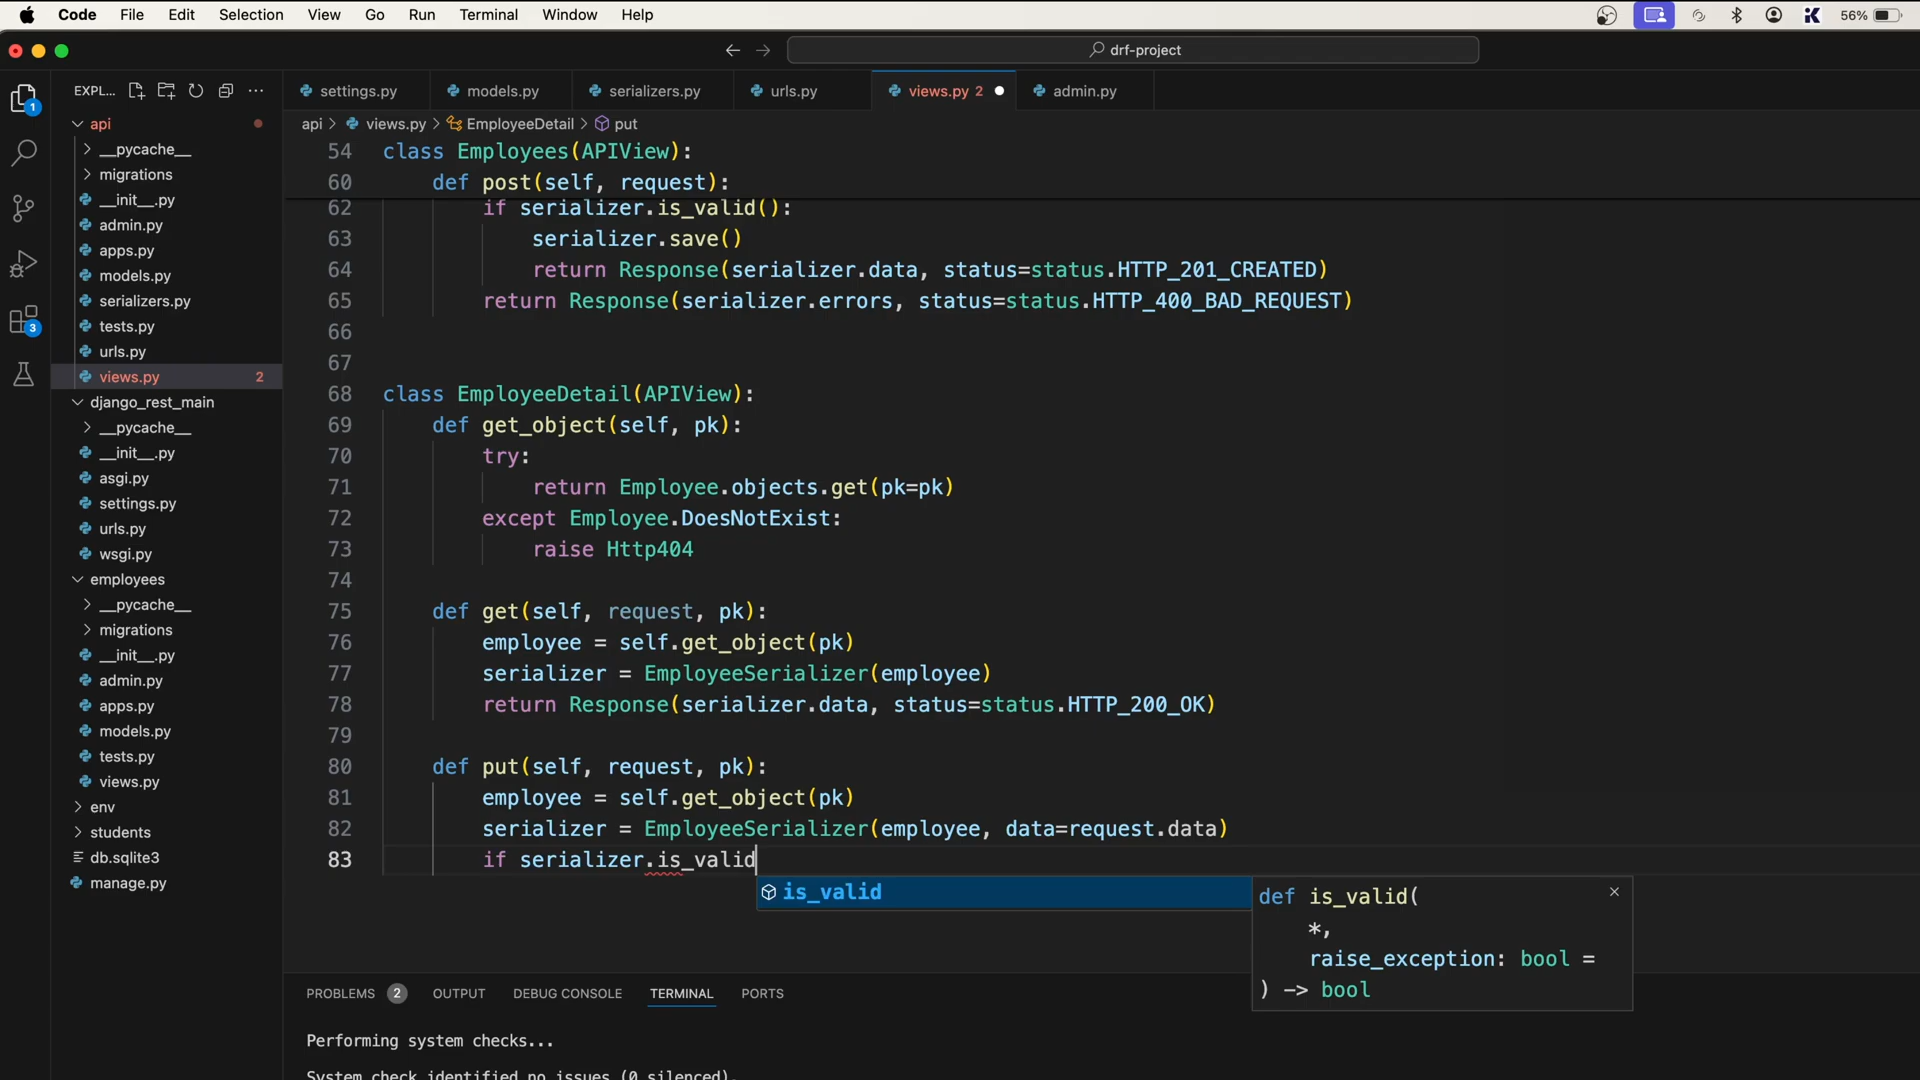 Code File Edit Selection View Go Run Terminal Window Help 56%
drf-project
EXPL... settings.py models.py serializers.py urls.py views.py 2 admin.py
1
3
api
__pycache__
migrations
__init__.py
admin.py
apps.py
models.py
serializers.py
tests.py
urls.py
views.py 2
django_rest_main
__pycache__
__init__.py
asgi.py
settings.py
urls.py
wsgi.py
employees
__pycache__
migrations
__init__.py
admin.py
apps.py
models.py
tests.py
views.py
env
students
db.sqlite3
manage.py
api > views.py > EmployeeDetail > put
54 class Employees(APIView):
60 def post(self, request):
62 if serializer.is_valid():
63 serializer.save()
64 return Response(serializer.data, status=status.HTTP_201_CREATED)
65 return Response(serializer.errors, status=status.HTTP_400_BAD_REQUEST)
66
67
68 class EmployeeDetail(APIView):
69 def get_object(self, pk):
70 try:
71 return Employee.objects.get(pk=pk)
72 except Employee.DoesNotExist:
73 raise Http404
74
75 def get(self, request, pk):
76 employee = self.get_object(pk)
77 serializer = EmployeeSerializer(employee)
78 return Response(serializer.data, status=status.HTTP_200_OK)
79
80 def put(self, request, pk):
81 employee = self.get_object(pk)
82 serializer = EmployeeSerializer(employee, data=request.data)
83 if serializer.is_valid
is_valid
def is_valid(
*,
raise_exception: bool =
) -> bool
PROBLEMS 2 OUTPUT DEBUG CONSOLE TERMINAL PORTS
Performing system checks...
System check identified no issues (0 silenced).